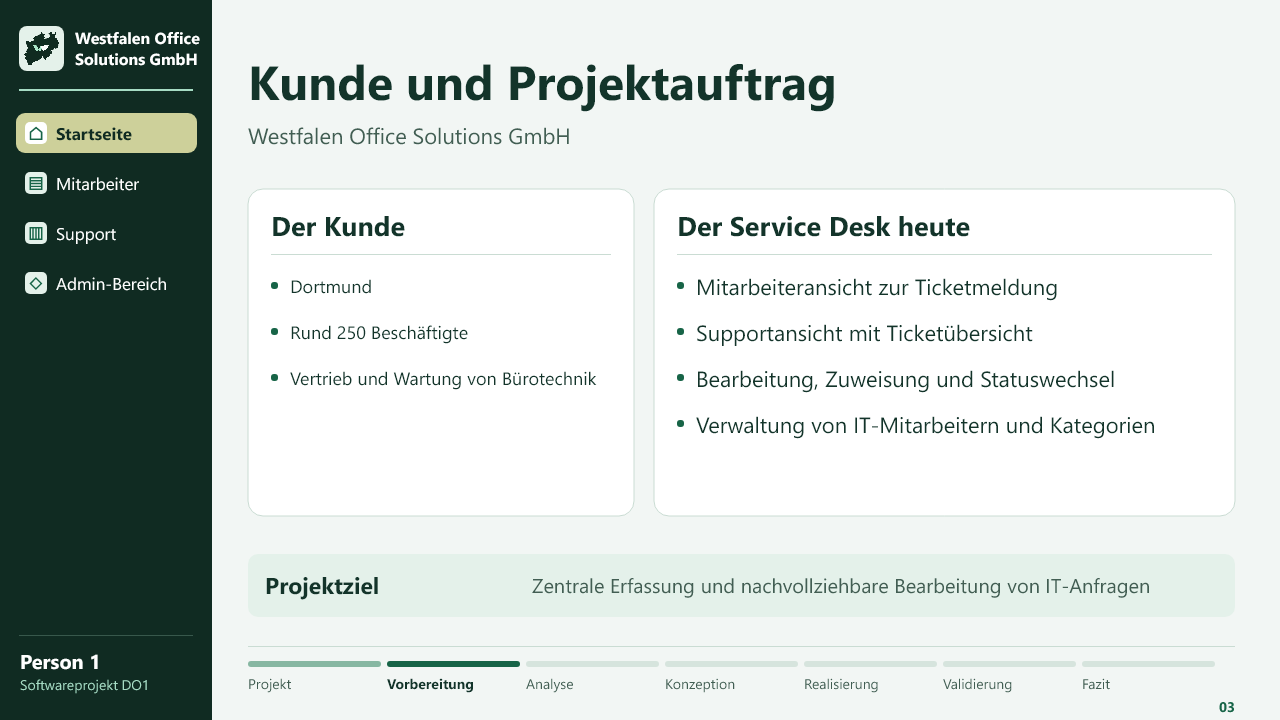 Westfalen Office
Solutions GmbH
Startseite
Mitarbeiter
Support
Admin-Bereich
Person 1
Softwareprojekt DO1
Kunde und Projektauftrag
Westfalen Office Solutions GmbH
Der Kunde
Dortmund
Rund 250 Beschäftigte
Vertrieb und Wartung von Bürotechnik
Der Service Desk heute
Mitarbeiteransicht zur Ticketmeldung
Supportansicht mit Ticketübersicht
Bearbeitung, Zuweisung und Statuswechsel
Verwaltung von IT-Mitarbeitern und Kategorien
Projektziel
Zentrale Erfassung und nachvollziehbare Bearbeitung von IT-Anfragen
Projekt
Vorbereitung
Analyse
Konzeption
Realisierung
Validierung
Fazit
03